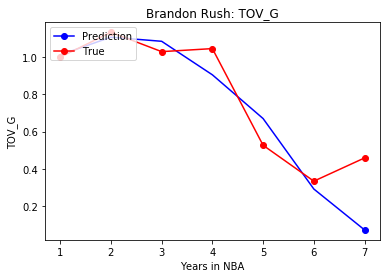 Brandon Rush: TOV_G
Prediction
True
TOV_G
1.0
0.8
0.6
0.4
0.2
1 2 3 4 5 6 7
Years in NBA